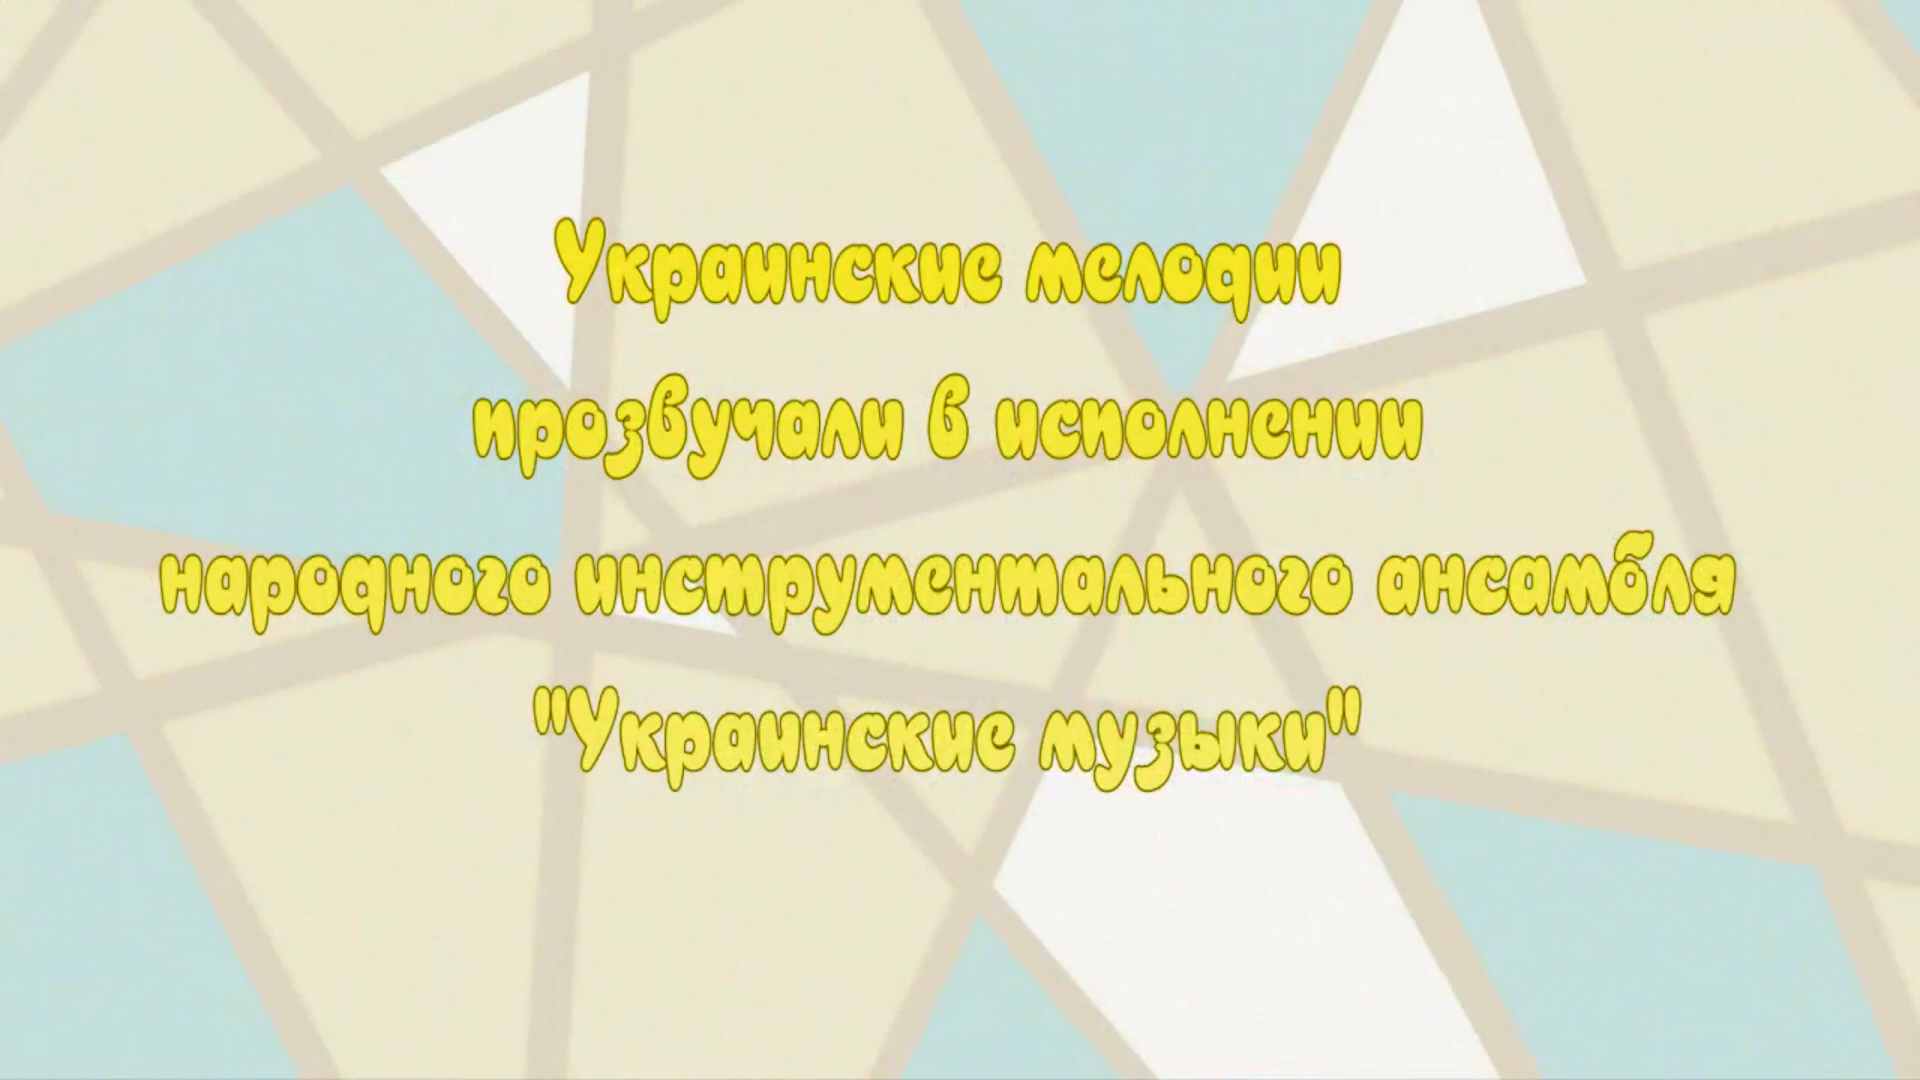 Украинские мелодии
прозвучали в исполнении
народного инструментального ансамбля
"Украинские музыки"